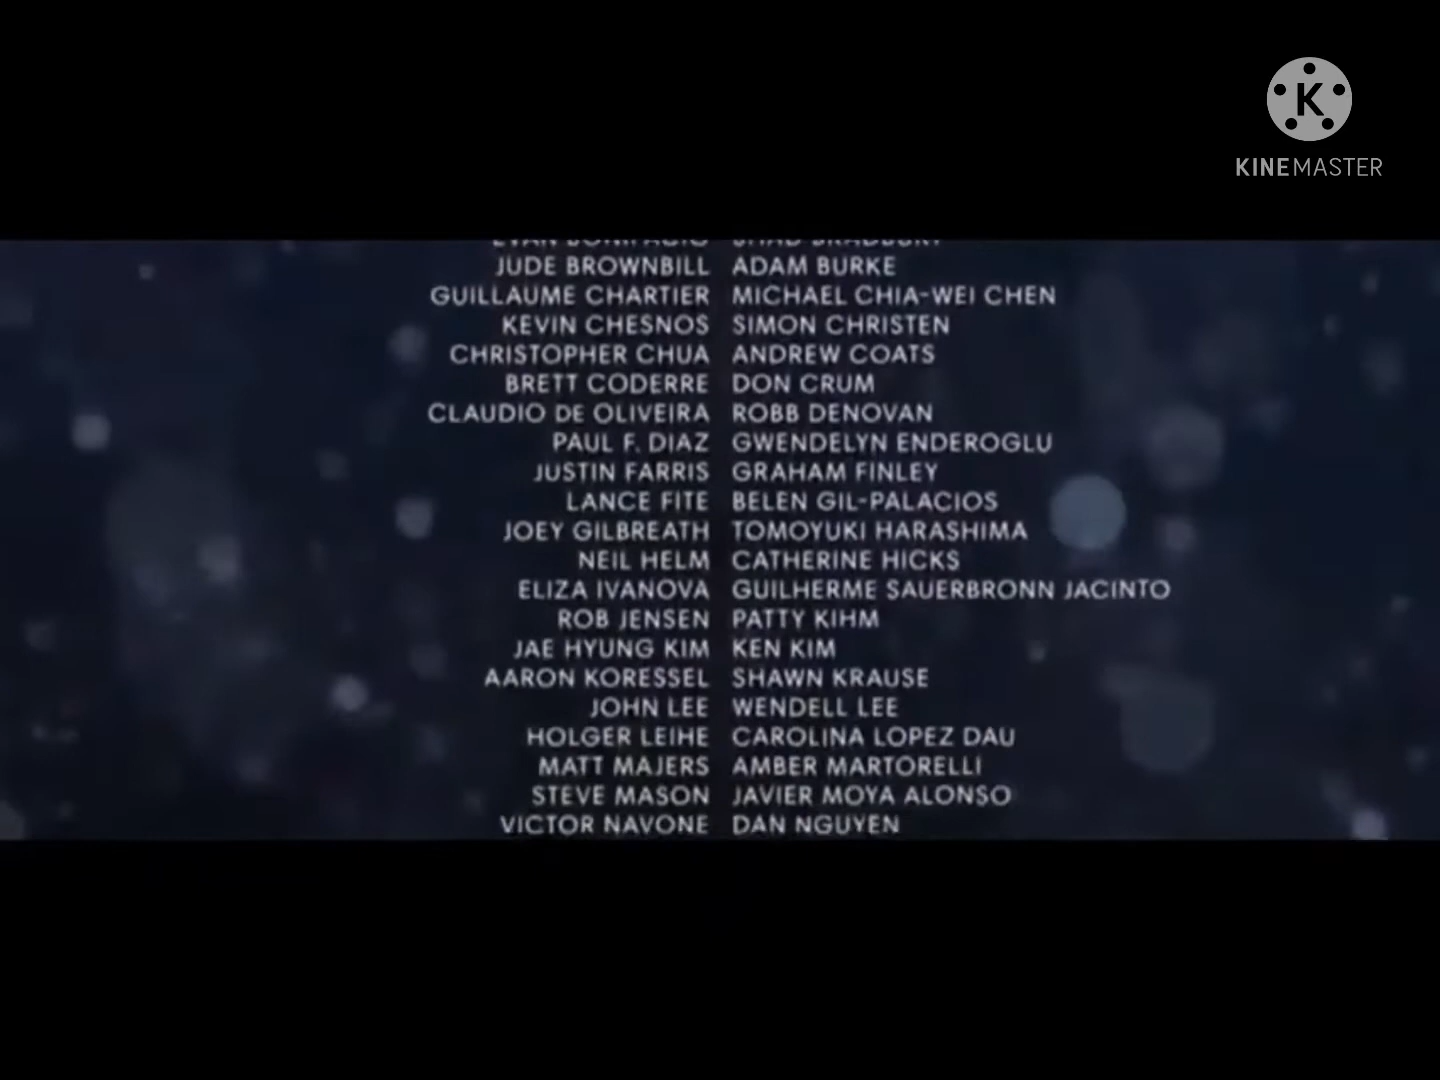 K
KINEMASTER
EVAN BONIFACIO SHAD BRADBURY
JUDE BROWNBILL ADAM BURKE
GUILLAUME CHARTIER MICHAEL CHIA-WEI CHEN
KEVIN CHESNOS SIMON CHRISTEN
CHRISTOPHER CHUA ANDREW COATS
BRETT CODERRE DON CRUM
CLAUDIO DE OLIVEIRA ROBB DENOVAN
PAUL F. DIAZ GWENDELYN ENDEROGLU
JUSTIN FARRIS GRAHAM FINLEY
LANCE FITE BELEN GIL-PALACIOS
JOEY GILBREATH TOMOYUKI HARASHIMA
NEIL HELM CATHERINE HICKS
ELIZA IVANOVA GUILHERME SAUERBRONN JACINTO
ROB JENSEN PATTY KIHM
JAE HYUNG KIM KEN KIM
AARON KORESSEL SHAWN KRAUSE
JOHN LEE WENDELL LEE
HOLGER LEIHE CAROLINA LOPEZ DAU
MATT MAJERS AMBER MARTORELLI
STEVE MASON JAVIER MOYA ALONSO
VICTOR NAVONE DAN NGUYEN